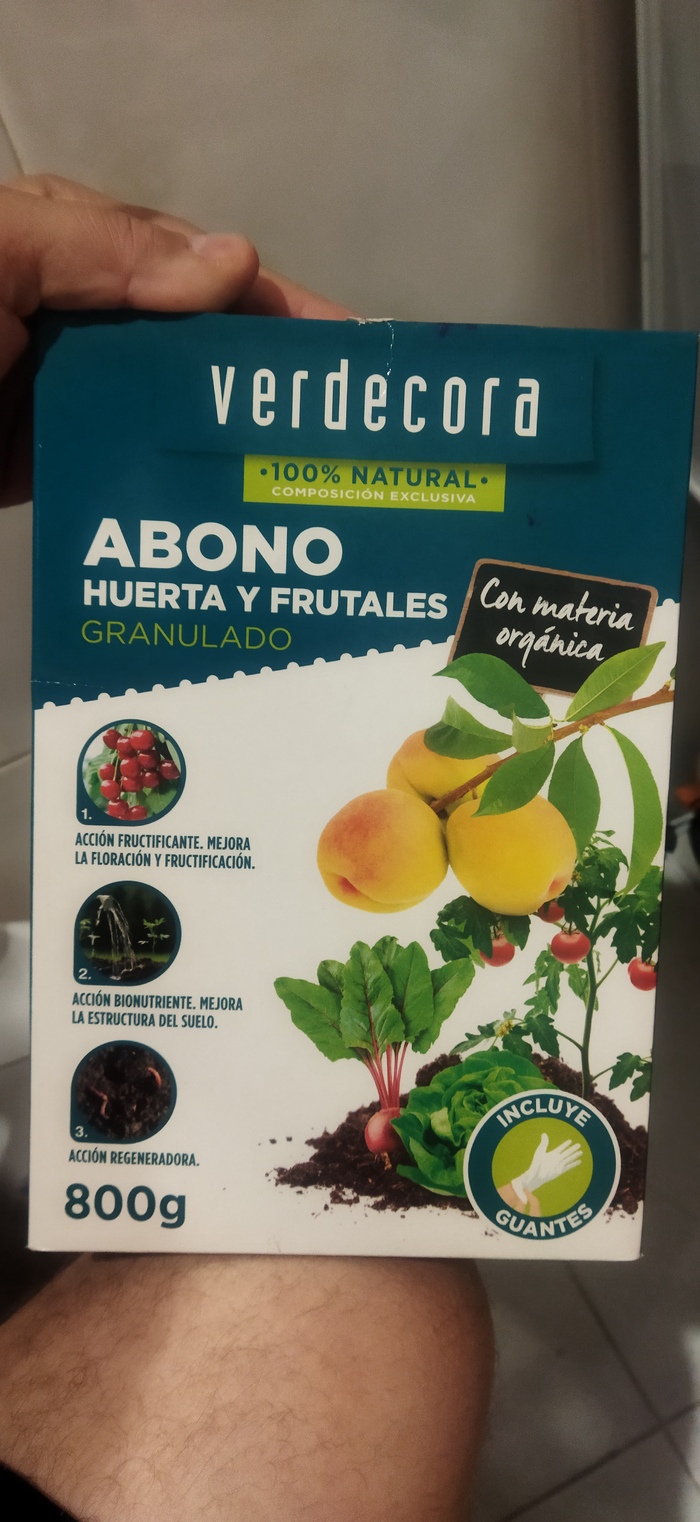 verdecora
•100% NATURAL•
COMPOSICIÓN EXCLUSIVA
ABONO
HUERTA Y FRUTALES
GRANULADO
Con materia
orgánica
1.
ACCIÓN FRUCTIFICANTE. MEJORA
LA FLORACIÓN Y FRUCTIFICACIÓN.
2.
ACCIÓN BIONUTRIENTE. MEJORA
LA ESTRUCTURA DEL SUELO.
3.
ACCIÓN REGENERADORA.
800g
INCLUYE
GUANTES